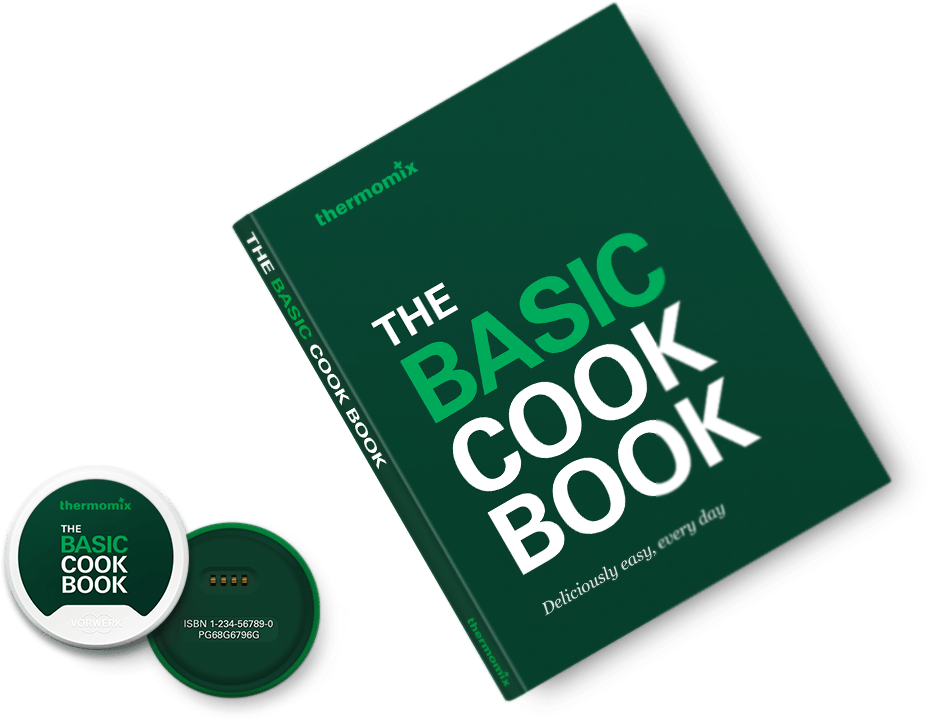 thermomix
THE
BASIC
COOK
BOOK
Deliciously easy, every day
THE BASIC COOK BOOK
thermomix
thermomix
THE
BASIC
COOK
BOOK
VORWERK
ISBN 1-234-56789-0
PG68G6796G